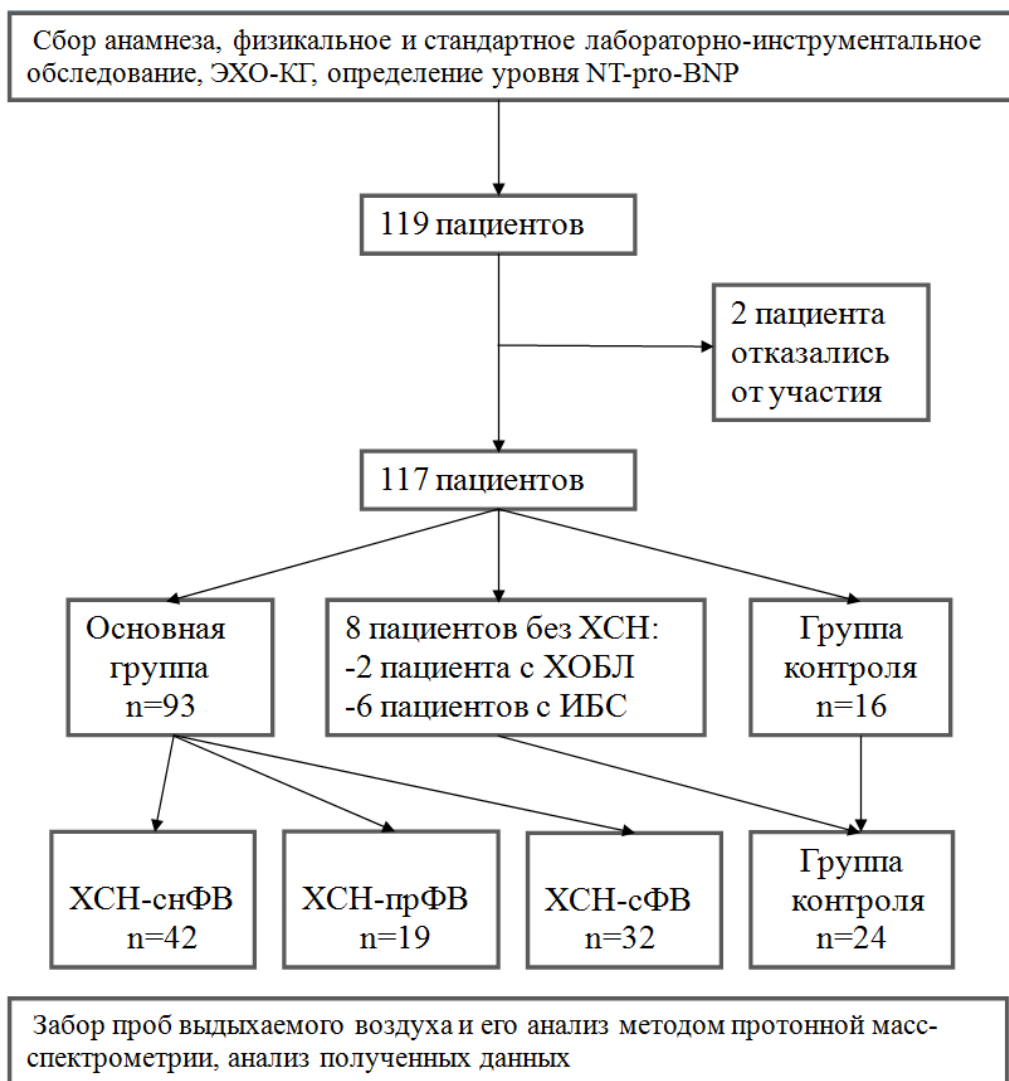 Сбор анамнеза, физикальное и стандартное лабораторно-инструментальное
обследование, ЭХО-КГ, определение уровня NT-pro-BNP
119 пациентов
2 пациента
отказались
от участия
117 пациентов
Основная
группа
n=93
8 пациентов без ХСН:
-2 пациента с ХОБЛ
-6 пациентов с ИБС
Группа
контроля
n=16
ХСН-снФВ
n=42
ХСН-прФВ
n=19
ХСН-сФВ
n=32
Группа
контроля
n=24
Забор проб выдыхаемого воздуха и его анализ методом протонной масс-
спектрометрии, анализ полученных данных